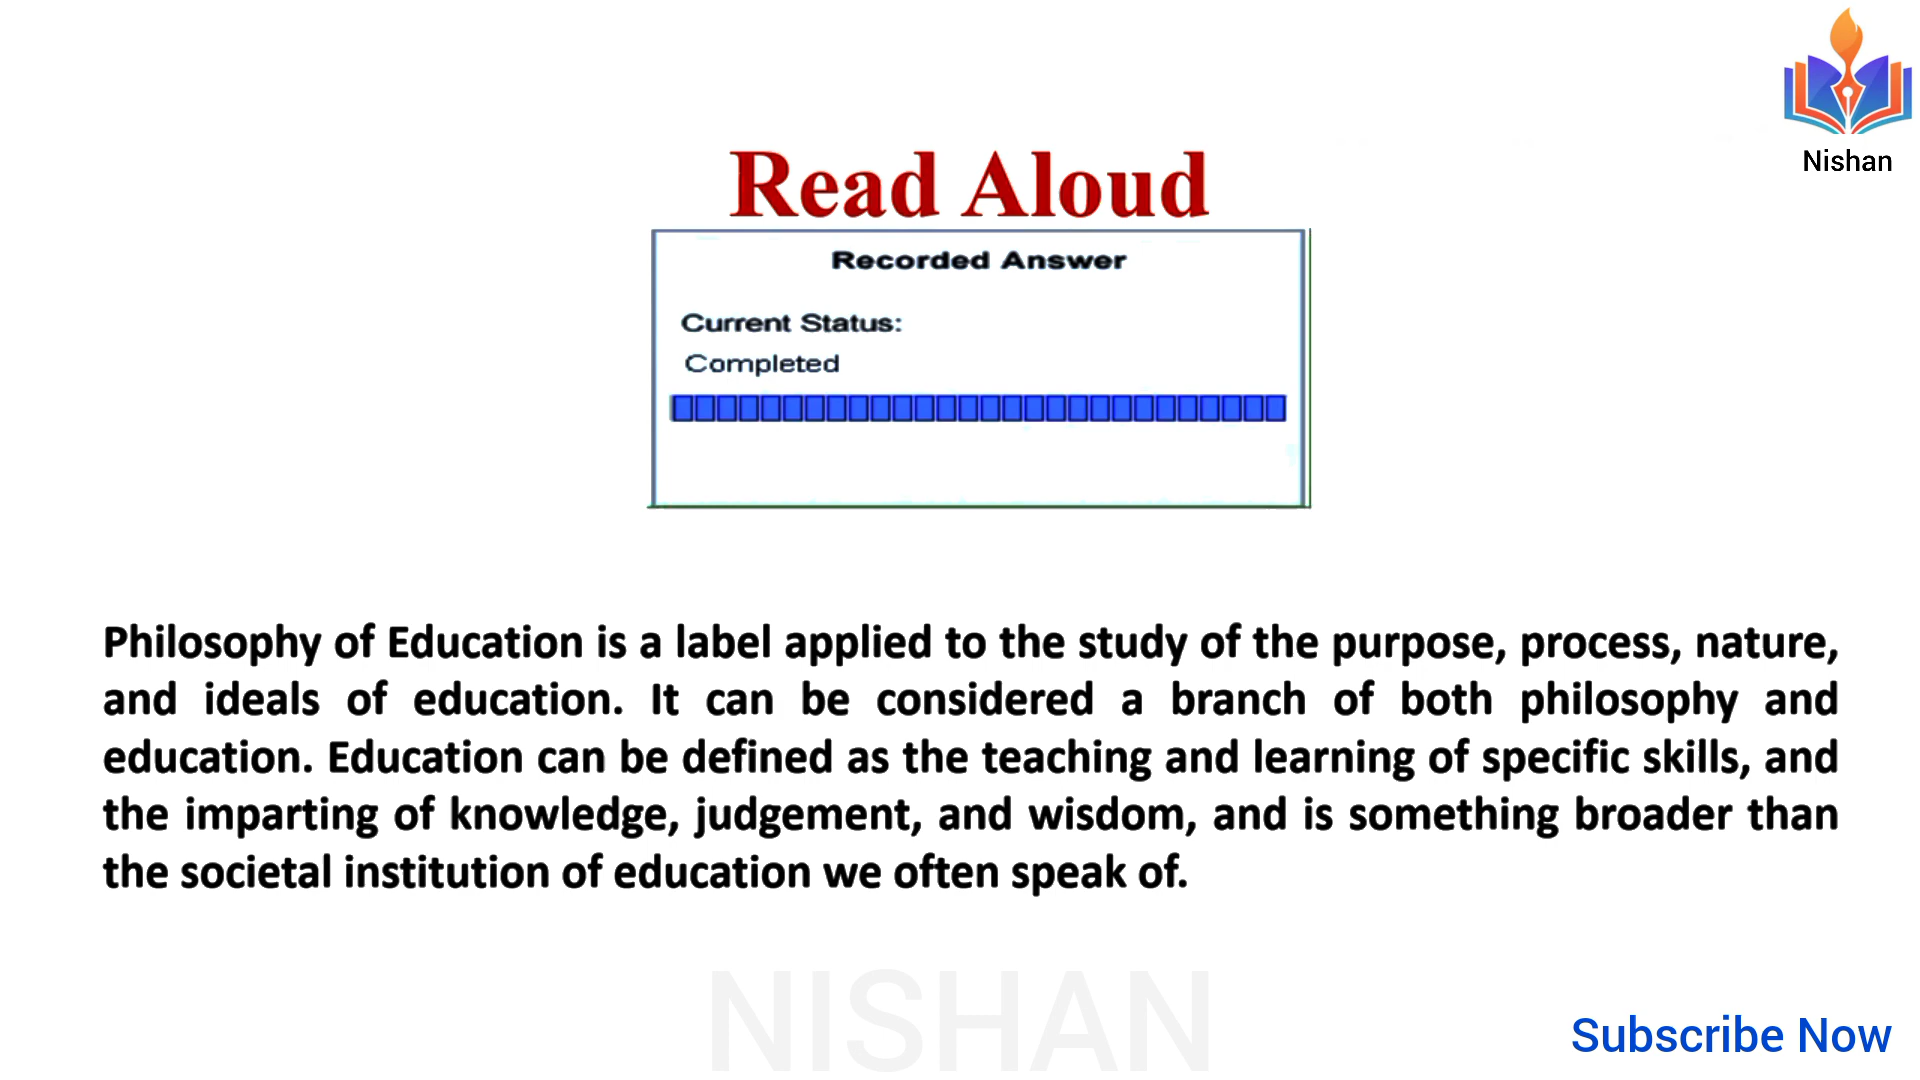 Nishan
Read Aloud
Recorded Answer
Current Status:
Completed
Philosophy of Education is a label applied to the study of the purpose, process, nature,
and ideals of education. It can be considered a branch of both philosophy and
education. Education can be defined as the teaching and learning of specific skills, and
the imparting of knowledge, judgement, and wisdom, and is something broader than
the societal institution of education we often speak of.
NISHAN
Subscribe Now